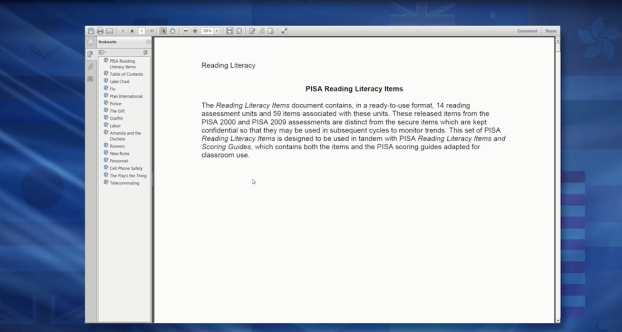 1
200%
Comment
Share
Bookmarks
PISA Reading
Literacy Items
Table of Contents
Lake Chad
Flu
Plan International
Police
The Gift
Graffiti
Labor
Amanda and the
Duchess
Runners
New Rules
Personnel
Cell Phone Safety
The Play's the Thing
Telecommuting
Reading Literacy
PISA Reading Literacy Items
The Reading Literacy Items document contains, in a ready-to-use format, 14 reading
assessment units and 59 items associated with these units. These released items from the
PISA 2000 and PISA 2009 assessments are distinct from the secure items which are kept
confidential so that they may be used in subsequent cycles to monitor trends. This set of PISA
Reading Literacy Items is designed to be used in tandem with PISA Reading Literacy Items and
Scoring Guides, which contains both the items and the PISA scoring guides adapted for
classroom use.